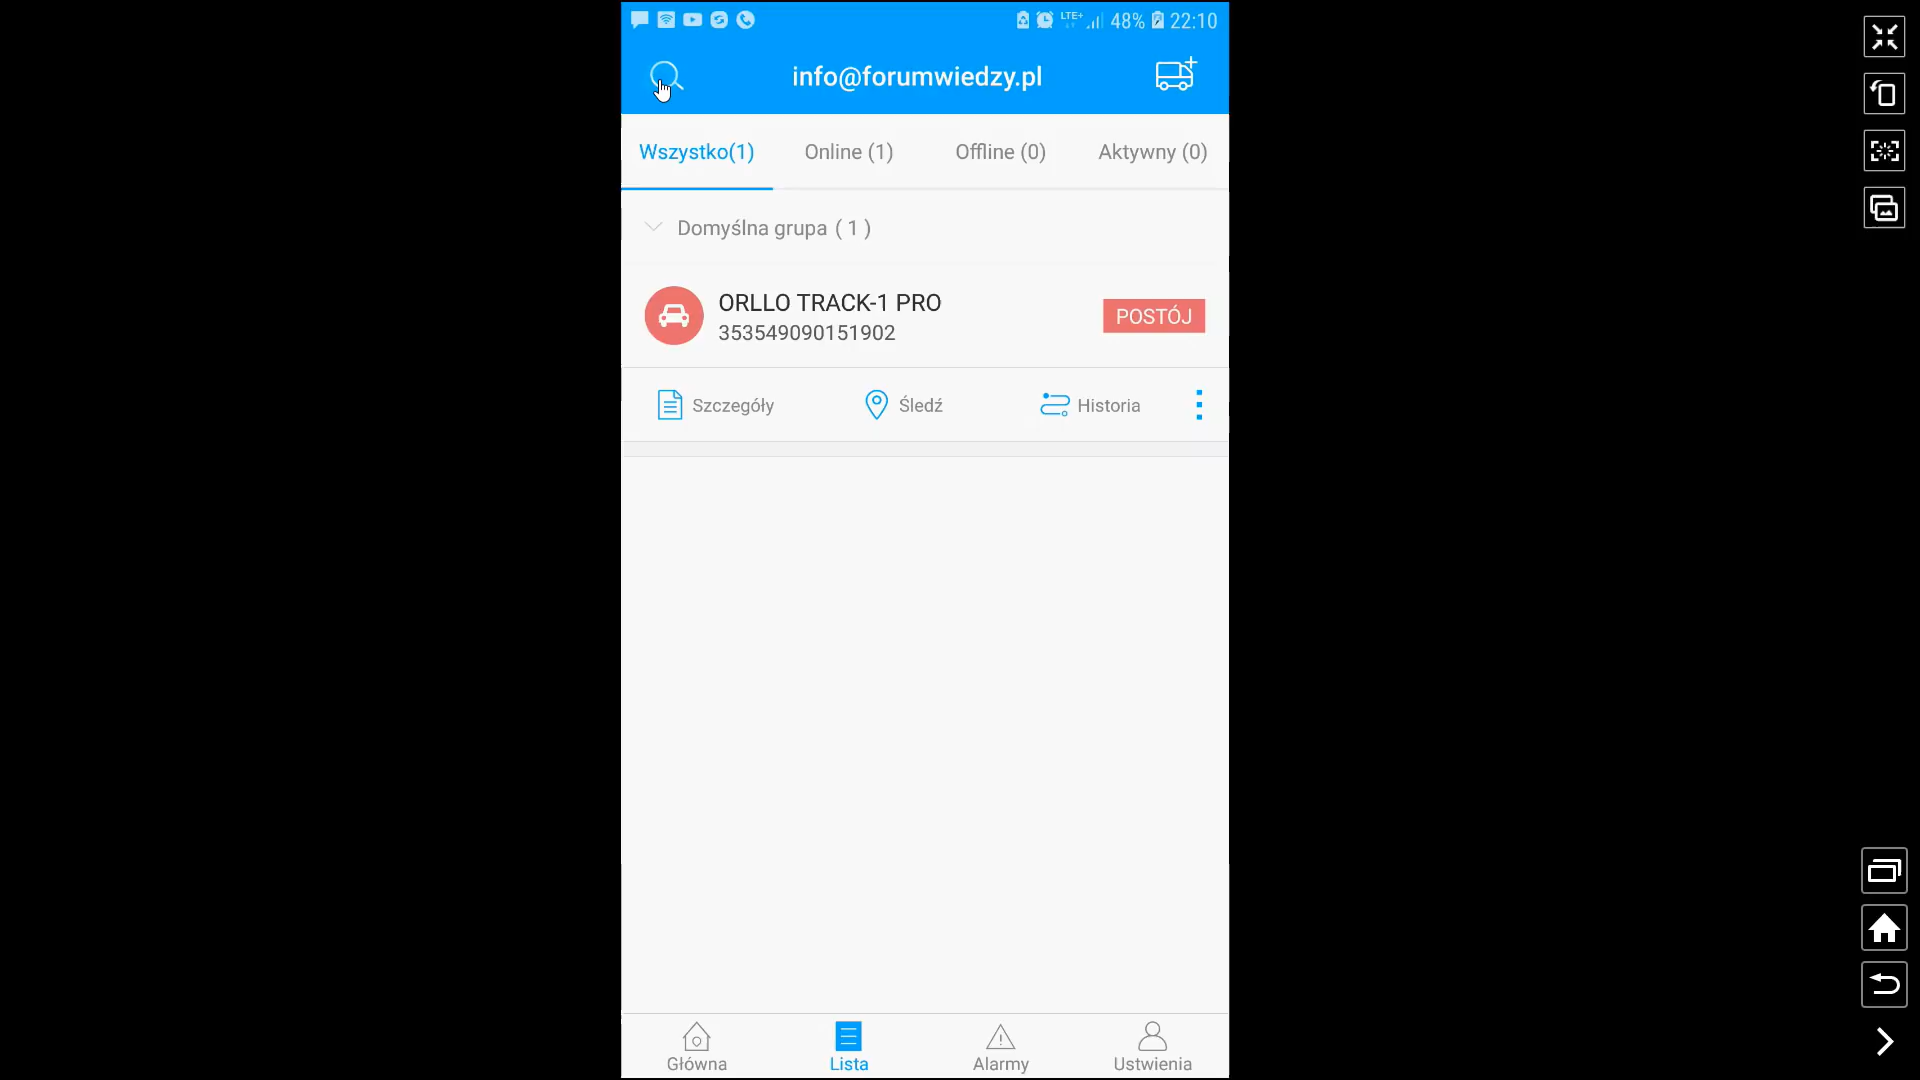 LTE+ 48% 22:10
info@forumwiedzy.pl
Wszystko(1) Online (1) Offline (0) Aktywny (0)
Domyślna grupa ( 1 )
ORLLO TRACK-1 PRO
353549090151902
POSTÓJ
Szczegóły Śledź Historia
Główna Lista Alarmy Ustwienia